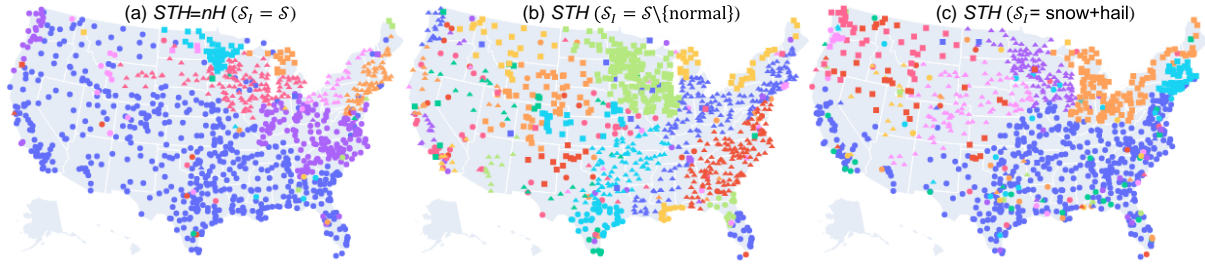 (a) STH=nH (𝒮_I = 𝒮)
(b) STH (𝒮_I = 𝒮\{normal})
(c) STH (𝒮_I= snow+hail)